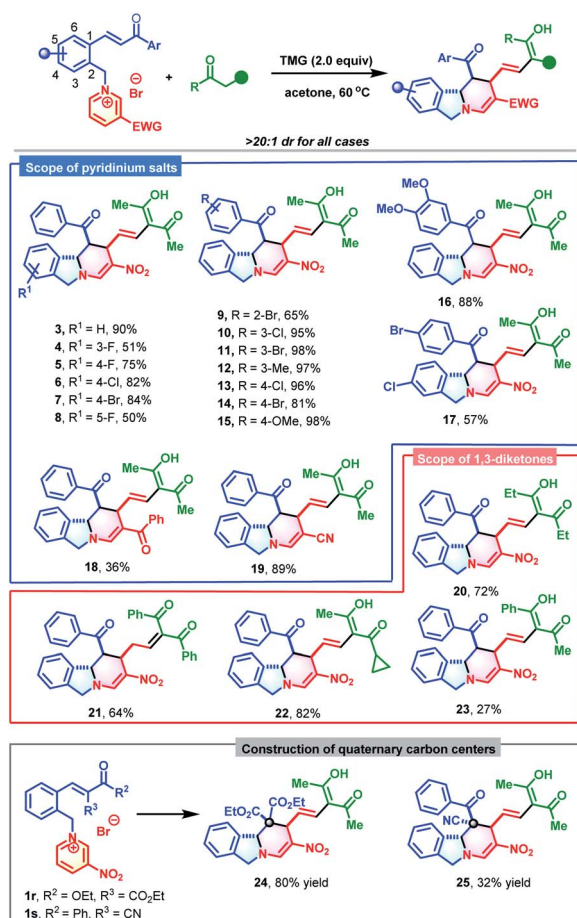 6
5
4
3
2
1
O
Ar
N
+
Br
−
EWG
+
R
O
TMG (2.0 equiv)
acetone, 60 °C
Ar
O
R
OH
O
N
EWG
>20:1 dr for all cases
Scope of pyridinium salts
R¹
O
Me
OH
O
Me
N
NO₂
3, R¹ = H, 90%
4, R¹ = 3-F, 51%
5, R¹ = 4-F, 75%
6, R¹ = 4-Cl, 82%
7, R¹ = 4-Br, 84%
8, R¹ = 5-F, 50%
R
O
Me
OH
O
Me
N
NO₂
9, R = 2-Br, 65%
10, R = 3-Cl, 95%
11, R = 3-Br, 98%
12, R = 3-Me, 97%
13, R = 4-Cl, 96%
14, R = 4-Br, 81%
15, R = 4-OMe, 98%
MeO
MeO
O
Me
OH
O
Me
N
NO₂
16, 88%
Br
O
Me
OH
O
Me
Cl
N
NO₂
17, 57%
O
Me
OH
O
Me
N
Ph
O
18, 36%
O
Me
OH
O
Me
N
CN
19, 89%
Scope of 1,3-diketones
O
Et
OH
O
Et
N
NO₂
20, 72%
O
Ph
O
O
Ph
N
NO₂
21, 64%
O
Me
OH
O
N
NO₂
22, 82%
O
Ph
OH
O
Me
N
NO₂
23, 27%
Construction of quaternary carbon centers
O
R²
R³
Br
−
N
+
NO₂
1r, R² = OEt, R³ = CO₂Et
1s, R² = Ph, R³ = CN
EtO₂C
CO₂Et
Me
OH
O
Me
N
NO₂
24, 80% yield
O
NC
Me
OH
O
Me
N
NO₂
25, 32% yield